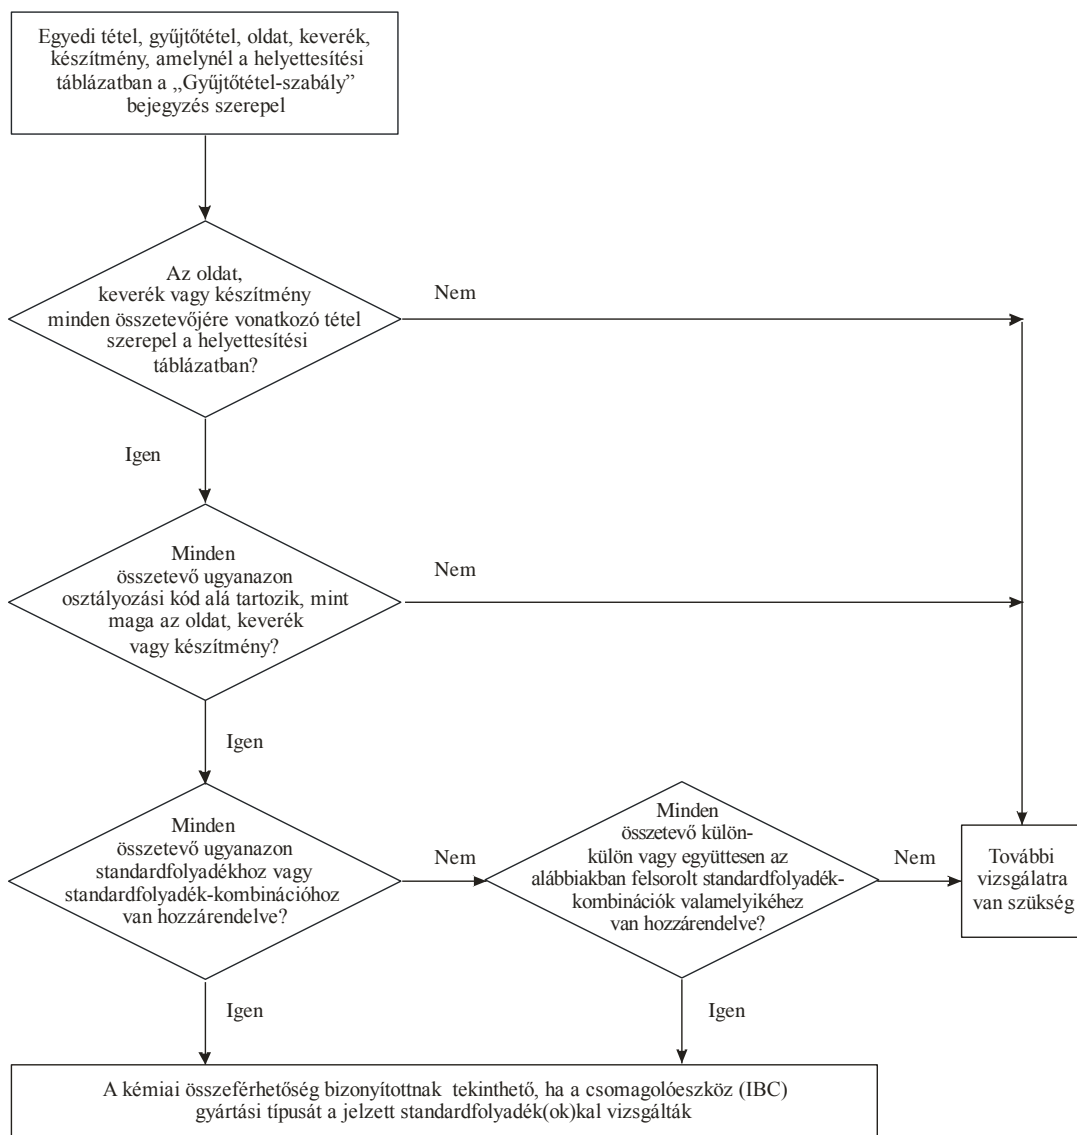 Egyedi tétel, gyűjtőtétel, oldat, keverék,
készítmény, amelynél a helyettesítési
táblázatban a „Gyűjtőtétel-szabály”
bejegyzés szerepel
Az oldat,
keverék vagy készítmény
minden összetevőjére vonatkozó tétel
szerepel a helyettesítési
táblázatban?
Nem
Igen
Minden
összetevő ugyanazon
osztályozási kód alá tartozik, mint
maga az oldat, keverék
vagy készítmény?
Nem
Igen
Minden
összetevő ugyanazon
standardfolyadékhoz vagy
standardfolyadék-kombinációhoz
van hozzárendelve?
Nem
Minden
összetevő külön-
külön vagy együttesen az
alábbiakban felsorolt standardfolyadék-
kombinációk valamelyikéhez
van hozzárendelve?
Nem
További
vizsgálatra
van szükség
Igen
Igen
A kémiai összeférhetőség bizonyítottnak tekinthető, ha a csomagolóeszköz (IBC)
gyártási típusát a jelzett standardfolyadék(ok)kal vizsgálták